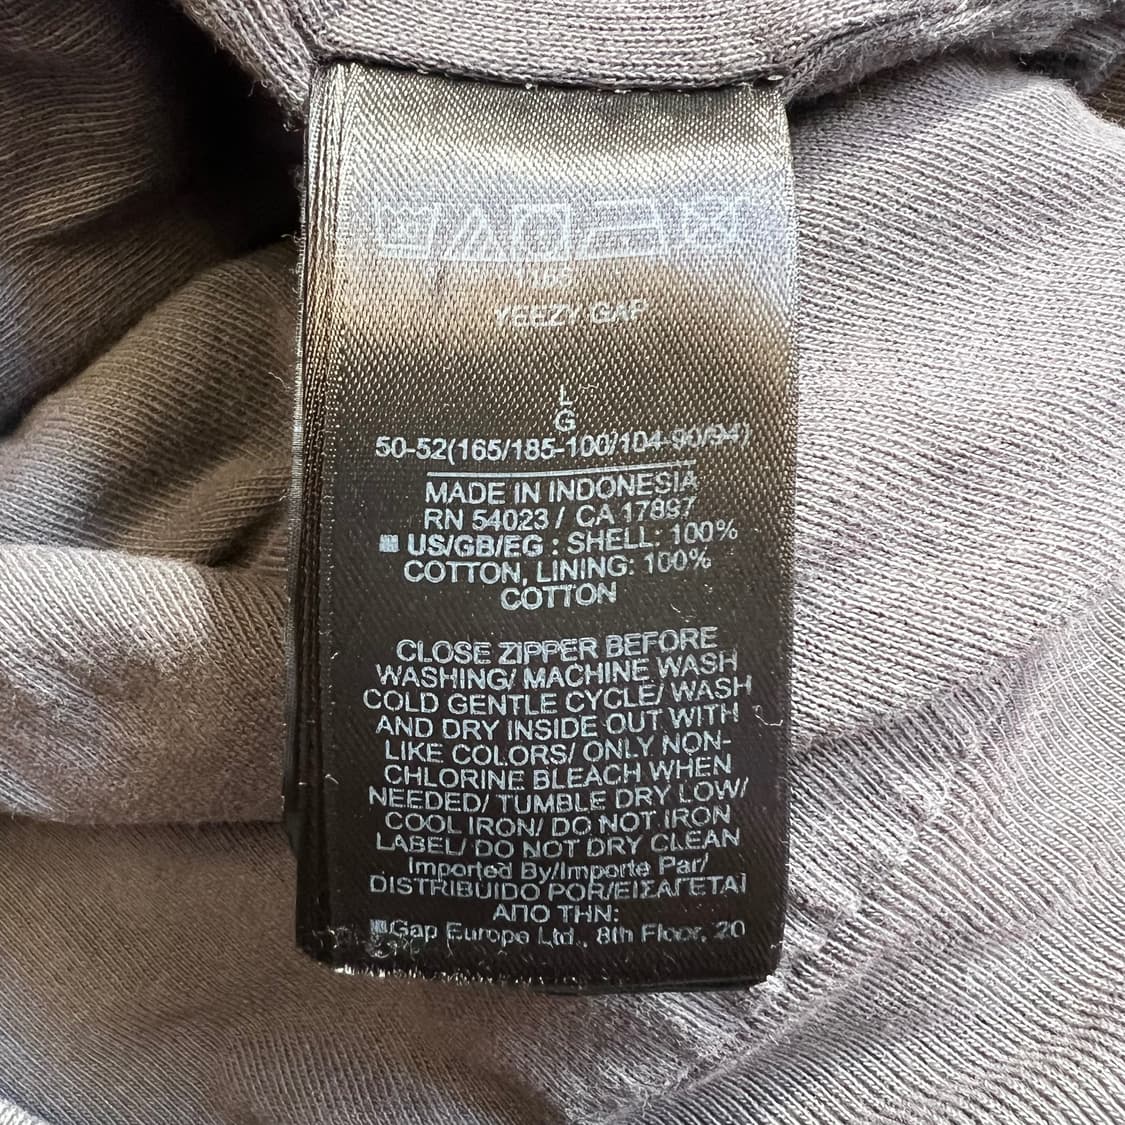 YEEZY GAP
L
G
50-52(165/185-100/104-90/94)
MADE IN INDONESIA
RN 54023 / CA 17897
US/GB/EG : SHELL: 100%
COTTON, LINING: 100%
COTTON
CLOSE ZIPPER BEFORE
WASHING/ MACHINE WASH
COLD GENTLE CYCLE/ WASH
AND DRY INSIDE OUT WITH
LIKE COLORS/ ONLY NON-
CHLORINE BLEACH WHEN
NEEDED/ TUMBLE DRY LOW/
COOL IRON/ DO NOT IRON
LABEL/ DO NOT DRY CLEAN
Imported By/Importe Par/
DISTRIBUIDO POR/ΕΙΣΑΓΕΤΑΙ
ΑΠΟ ΤΗΝ:
Gap Europe Ltd., 8th Floor, 20